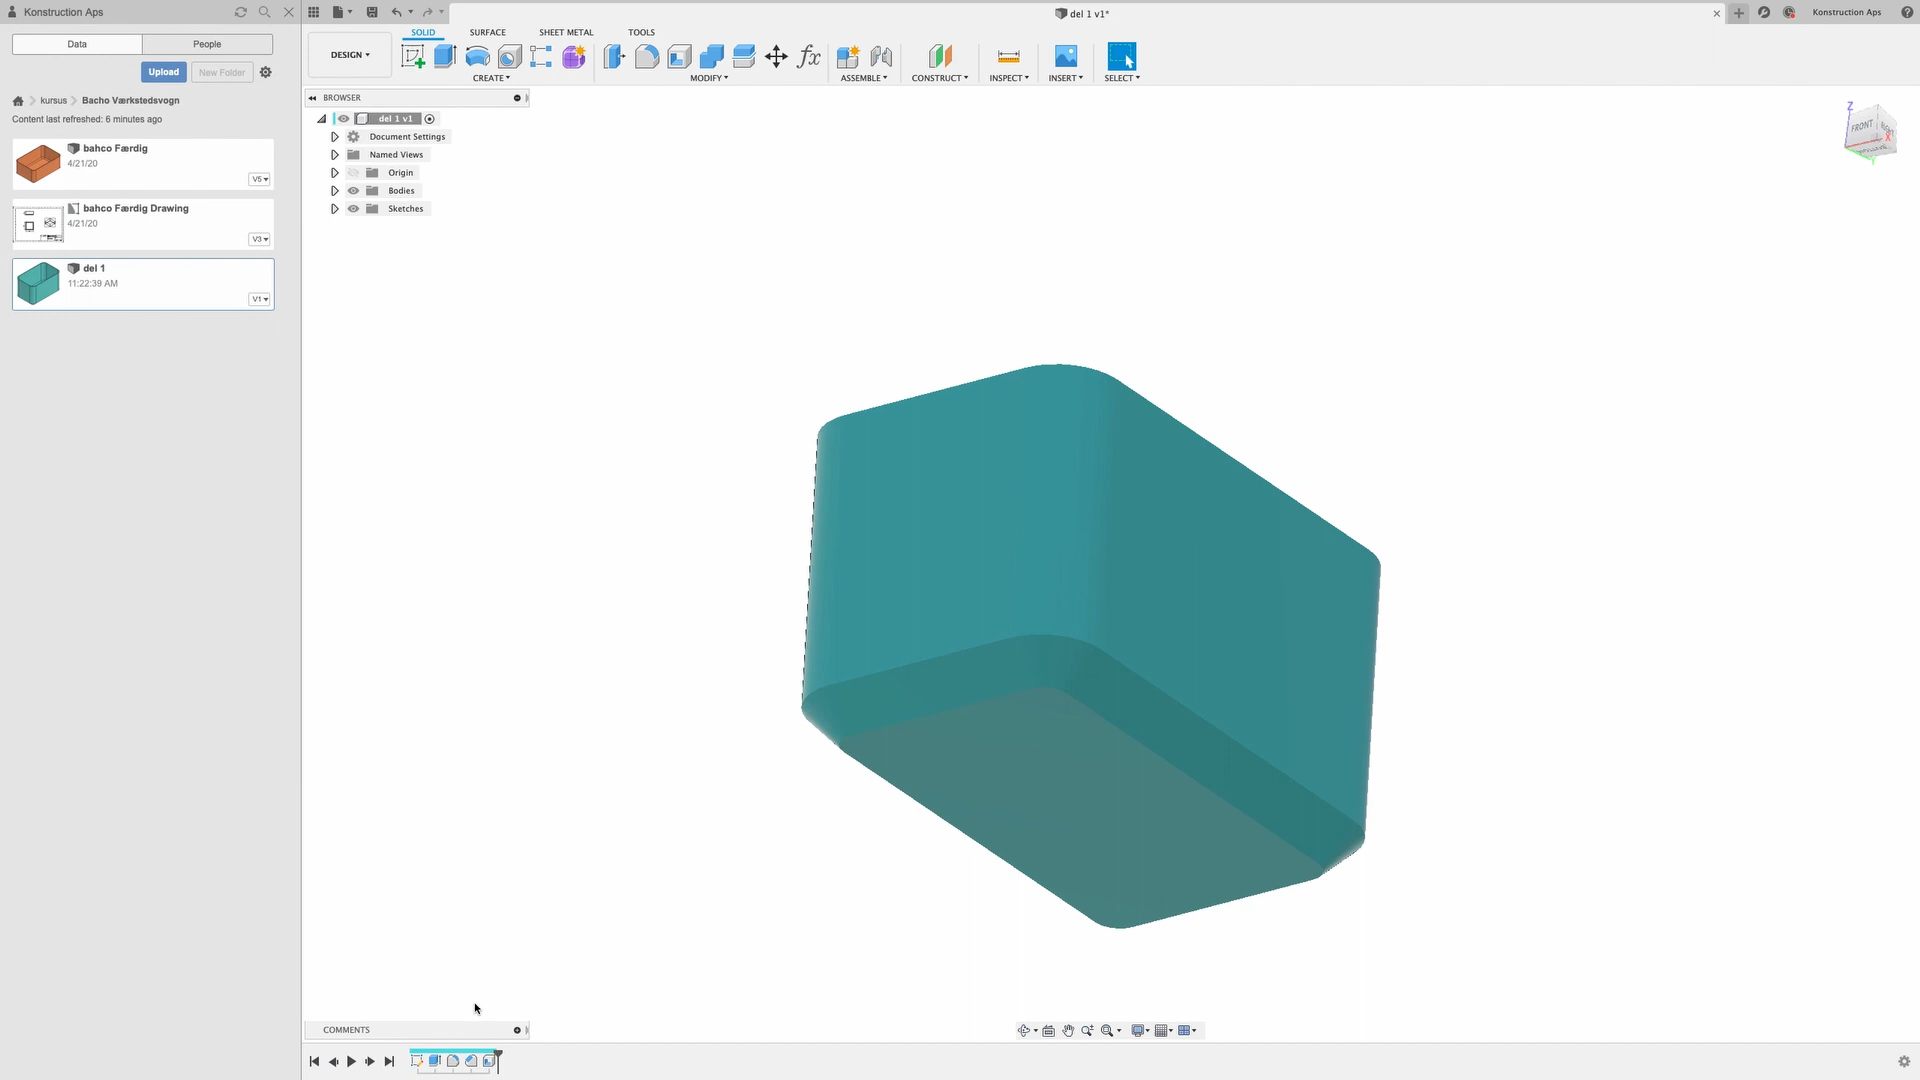 Konstruction Aps
del 1 v1*
Konstruction Aps
Data
People
Upload
New Folder
kursus
Bacho Værkstedsvogn
Content last refreshed: 6 minutes ago
bahco Færdig
4/21/20
V5
bahco Færdig Drawing
4/21/20
V3
del 1
11:22:39 AM
V1
SOLID
SURFACE
SHEET METAL
TOOLS
DESIGN
CREATE
MODIFY
ASSEMBLE
CONSTRUCT
INSPECT
INSERT
SELECT
BROWSER
del 1 v1
Document Settings
Named Views
Origin
Bodies
Sketches
Z
FRONT
X
COMMENTS